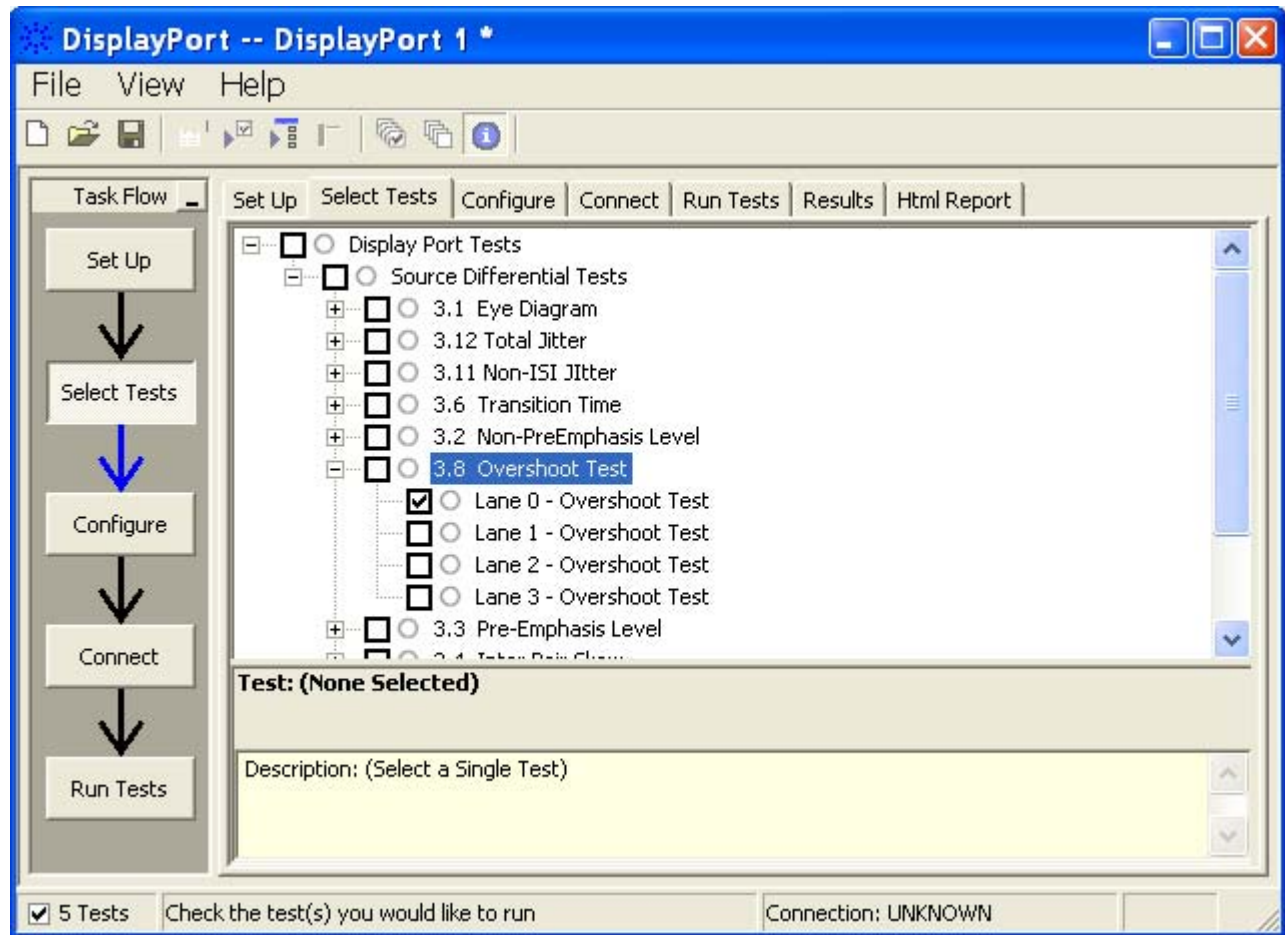 DisplayPort -- DisplayPort 1 *
File View Help
Task Flow
Set Up
Select Tests
Configure
Connect
Run Tests
Set Up Select Tests Configure Connect Run Tests Results Html Report
Display Port Tests
Source Differential Tests
3.1 Eye Diagram
3.12 Total Jitter
3.11 Non-ISI JItter
3.6 Transition Time
3.2 Non-PreEmphasis Level
3.8 Overshoot Test
Lane 0 - Overshoot Test
Lane 1 - Overshoot Test
Lane 2 - Overshoot Test
Lane 3 - Overshoot Test
3.3 Pre-Emphasis Level
Test: (None Selected)
Description: (Select a Single Test)
5 Tests Check the test(s) you would like to run Connection: UNKNOWN